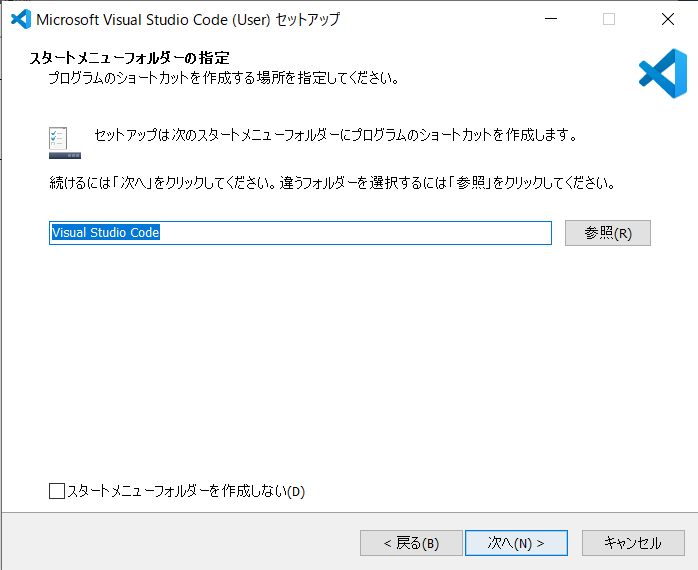 Microsoft Visual Studio Code (User) セットアップ
スタートメニューフォルダーの指定
プログラムのショートカットを作成する場所を指定してください。
セットアップは次のスタートメニューフォルダーにプログラムのショートカットを作成します。
続けるには「次へ」をクリックしてください。違うフォルダーを選択するには「参照」をクリックしてください。
Visual Studio Code 参照(R)
スタートメニューフォルダーを作成しない(D)
< 戻る(B) 次へ(N) > キャンセル